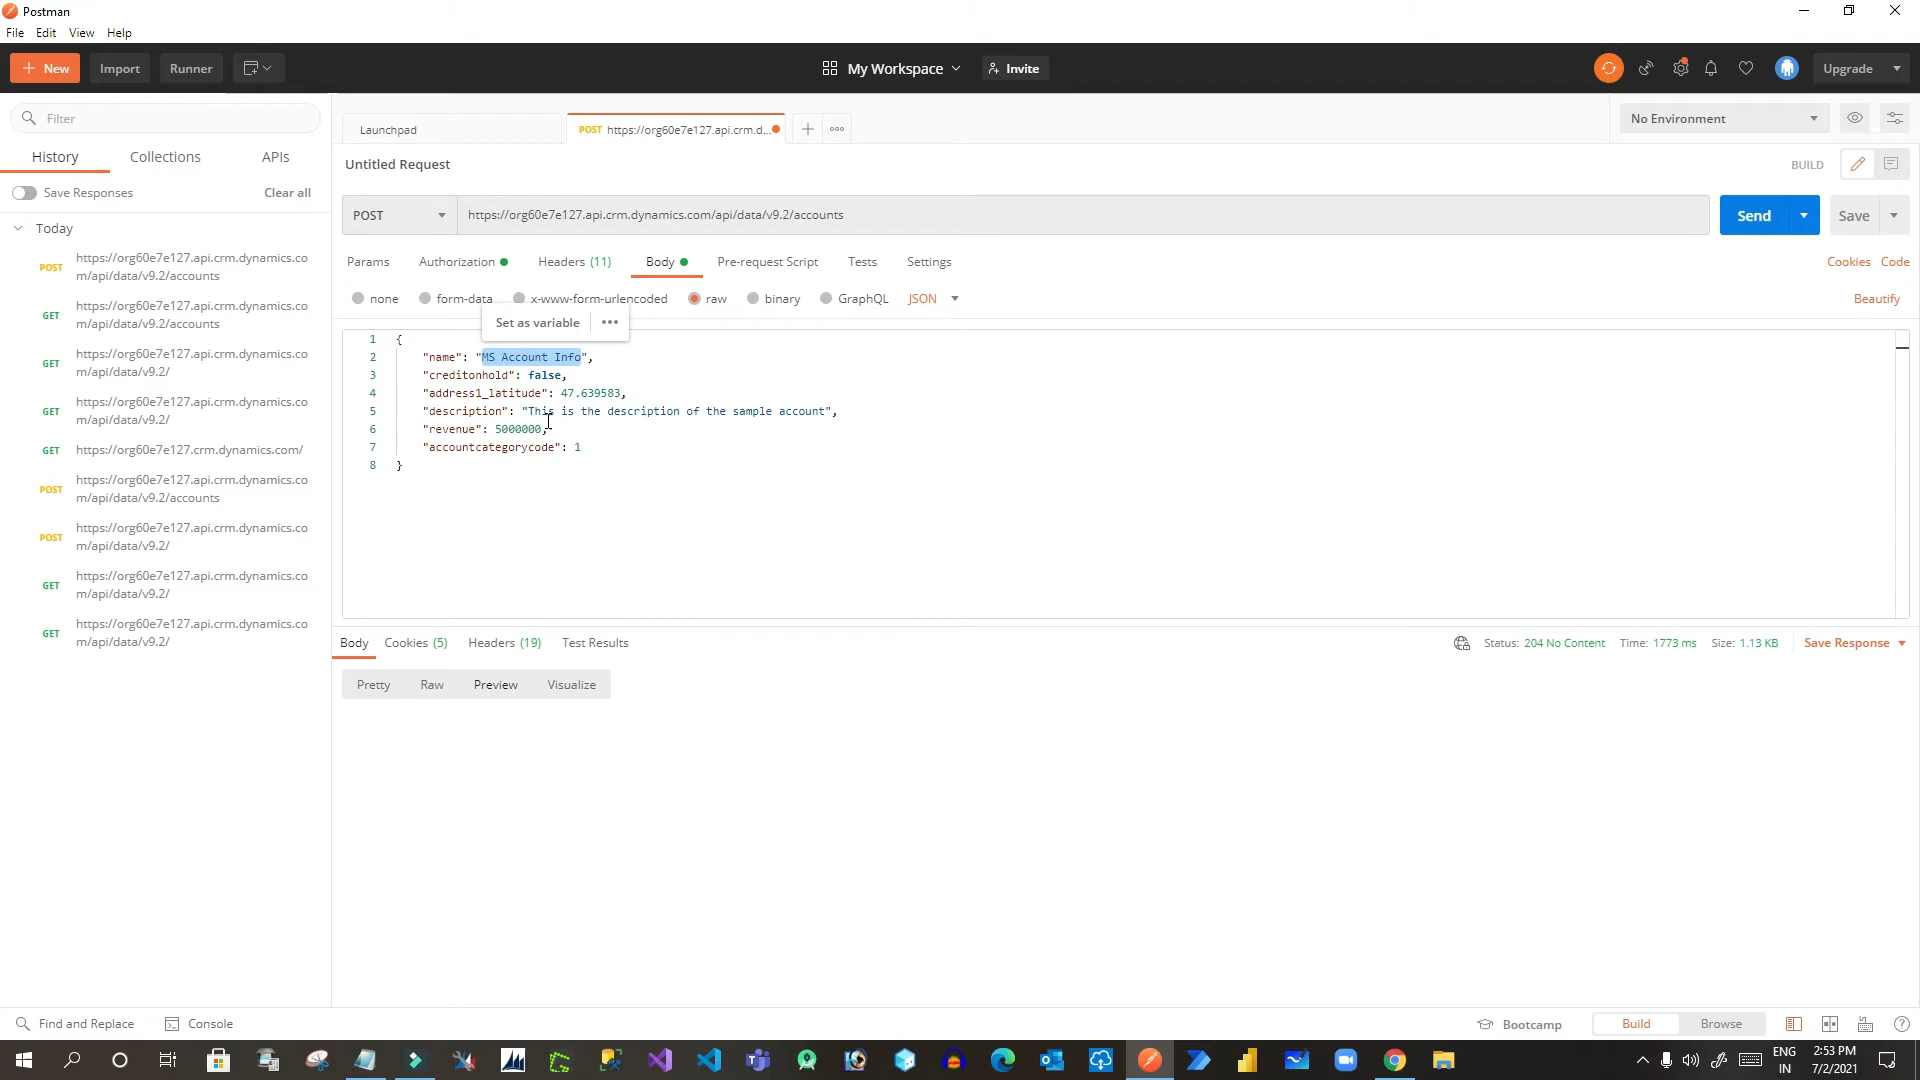 Postman
File Edit View Help
New Import Runner My Workspace Invite Upgrade
Filter
History Collections APIs
Save Responses Clear all
Today
POST https://org60e7e127.api.crm.dynamics.co
m/api/data/v9.2/accounts
GET https://org60e7e127.api.crm.dynamics.co
m/api/data/v9.2/accounts
GET https://org60e7e127.api.crm.dynamics.co
m/api/data/v9.2/
GET https://org60e7e127.api.crm.dynamics.co
m/api/data/v9.2/
GET https://org60e7e127.crm.dynamics.com/
POST https://org60e7e127.api.crm.dynamics.co
m/api/data/v9.2/accounts
POST https://org60e7e127.api.crm.dynamics.co
m/api/data/v9.2/
GET https://org60e7e127.api.crm.dynamics.co
m/api/data/v9.2/
GET https://org60e7e127.api.crm.dynamics.co
m/api/data/v9.2/
Launchpad POST https://org60e7e127.api.crm.d... No Environment
Untitled Request BUILD
POST https://org60e7e127.api.crm.dynamics.com/api/data/v9.2/accounts Send Save
Params Authorization Headers (11) Body Pre-request Script Tests Settings Cookies Code
none form-data x-www-form-urlencoded raw binary GraphQL JSON Beautify
Set as variable
1 {
2 "name": "MS Account Info",
3 "creditonhold": false,
4 "address1_latitude": 47.639583,
5 "description": "This is the description of the sample account",
6 "revenue": 5000000,
7 "accountcategorycode": 1
8 }
Body Cookies (5) Headers (19) Test Results Status: 204 No Content Time: 1773 ms Size: 1.13 KB Save Response
Pretty Raw Preview Visualize
Find and Replace Console Bootcamp Build Browse
ENG 2:53 PM
IN 7/2/2021